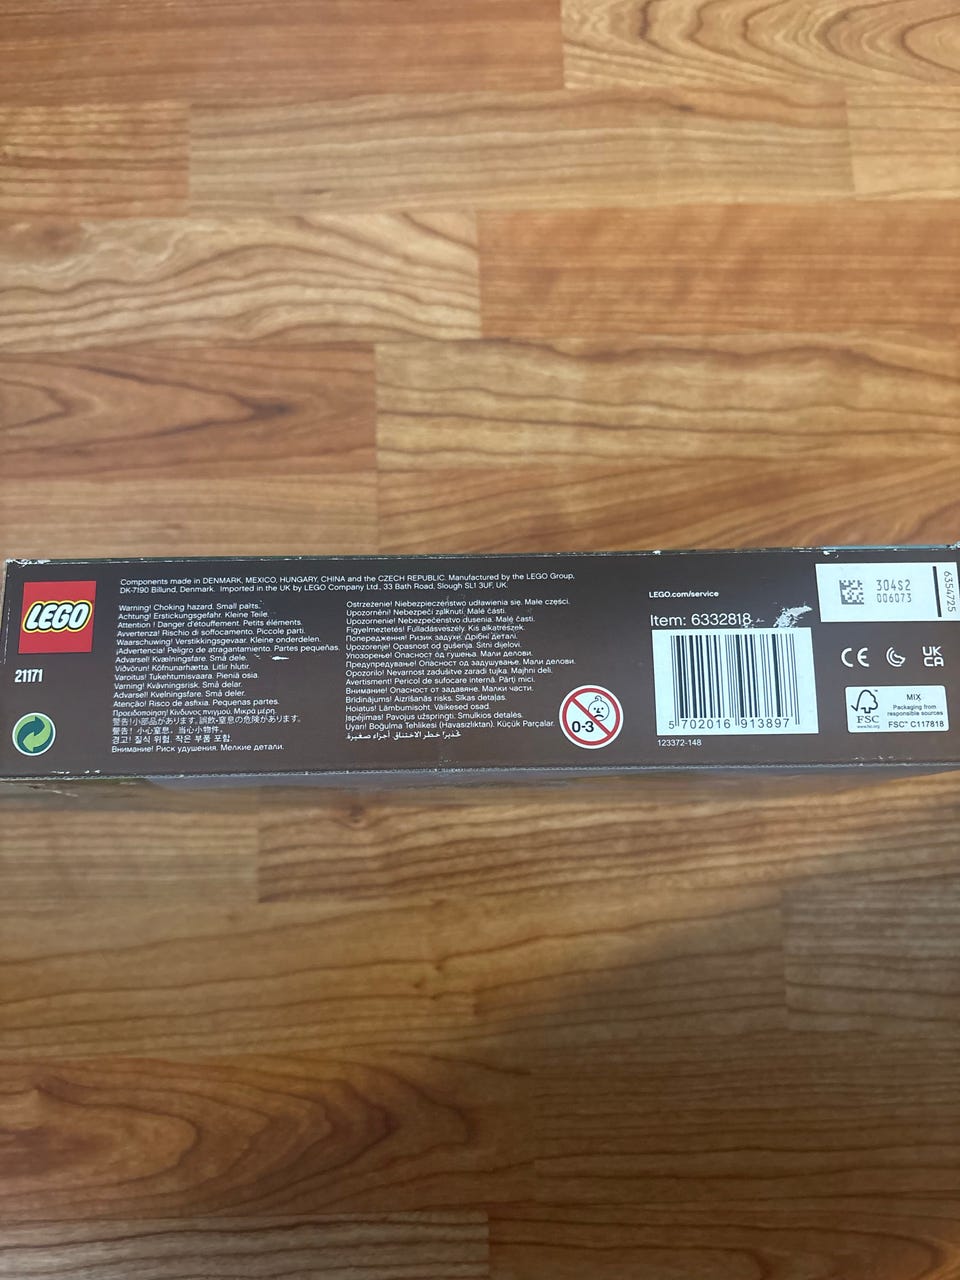 LEGO
21171
Components made in DENMARK, MEXICO, HUNGARY, CHINA and the CZECH REPUBLIC. Manufactured by the LEGO Group,
DK-7190 Billund, Denmark. Imported in the UK by LEGO Company Ltd., 33 Bath Road, Slough SL1 3UF, UK.
Warning! Choking hazard. Small parts.
Achtung! Erstickungsgefahr. Kleine Teile.
Attention ! Danger d'étouffement. Petits éléments.
Avvertenza! Rischio di soffocamento. Piccole parti.
Waarschuwing! Verstikkingsgevaar. Kleine onderdelen.
¡Advertencia! Peligro de atragantamiento. Partes pequeñas.
Advarsel! Kvælningsfare. Små dele.
Viðvörun! Köfnunarhætta. Litlir hlutir.
Varoitus! Tukehtumisvaara. Pieniä osia.
Varning! Kvävningsrisk. Små delar.
Advarsel! Kvelningsfare. Små deler.
Atenção! Risco de asfixia. Pequenas partes.
Προειδοποίηση! Κίνδυνος πνιγμού. Μικρά μέρη.
警告!小部品があります。誤飲・窒息の危険があります。
警告! 小心窒息。当心小物件。
경고! 질식 위험. 작은 부품 포함.
Внимание! Риск удушения. Мелкие детали.
Ostrzeżenie! Niebezpieczeństwo udławienia się. Małe części.
Upozornění! Nebezpečí zalknutí. Malé části.
Upozornenie! Nebezpečenstvo dusenia. Malé časti.
Figyelmeztetés! Fulladásveszély. Kis alkatrészek.
Попередження! Ризик задухи. Дрібні деталі.
Upozorenje! Opasnost od gušenja. Sitni dijelovi.
Упозорење! Опасност од гушења. Мали делови.
Предупредување! Опасност од задушување. Мали делови.
Opozorilo! Nevarnost zadušitve zaradi tujka. Majhni deli.
Avertisment! Pericol de sufocare internă. Părți mici.
Внимание! Опасност от задавяне. Малки части.
Brīdinājums! Aizrīšanās risks. Sīkas detaļas.
Hoiatus! Lämbumisoht. Väikesed osad.
Įspėjimas! Pavojus užspringti. Smulkios detalės.
Uyarı! Boğulma Tehlikesi (Havasızlıktan). Küçük Parçalar.
تحذير! خطر الاختناق. أجزاء صغيرة
0-3
LEGO.com/service
Item: 6332818
5 702016 913897
123372-148
304S2
006073
6354725
CE
UK
CA
FSC
www.fsc.org
MIX
Packaging from
responsible sources
FSC™ C117818